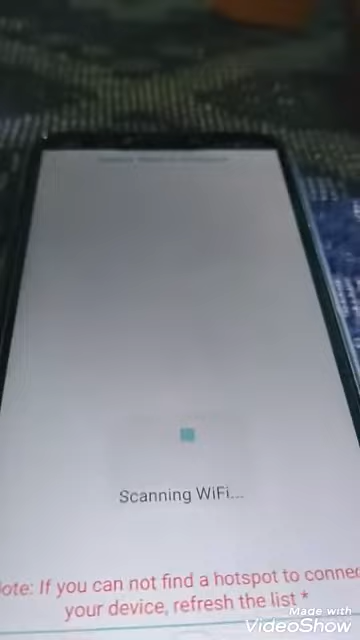 Scanning WiFi...
ote: If you can not find a hotspot to connec
your device, refresh the list *
Made with
VideoShow